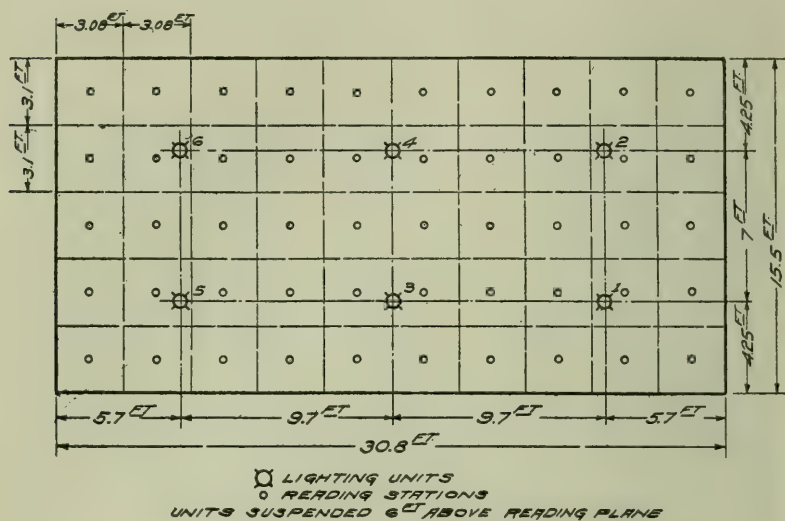 3.08 FT. 3.08 FT.
3.1 FT.
3.1 FT.
6 4 2
5 3 1
4.25 FT.
7 FT.
4.25 FT.
15.5 FT.
5.7 FT. 9.7 FT. 9.7 FT. 5.7 FT.
30.8 FT.
LIGHTING UNITS
READING STATIONS
UNITS SUSPENDED 6 FT. ABOVE READING PLANE